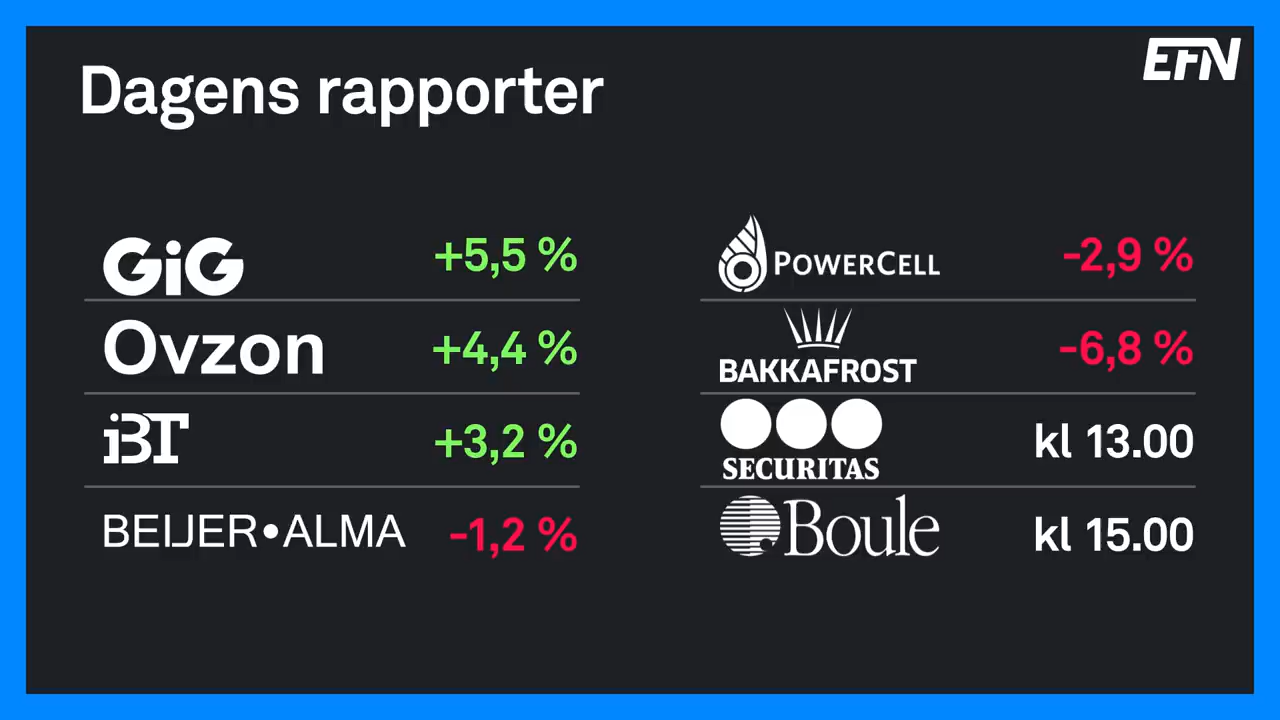 EFN
Dagens rapporter
GiG +5,5 %
Ovzon +4,4 %
iBT +3,2 %
BEIJER•ALMA -1,2 %
POWERCELL -2,9 %
BAKKAFROST -6,8 %
SECURITAS kl 13.00
Boule kl 15.00